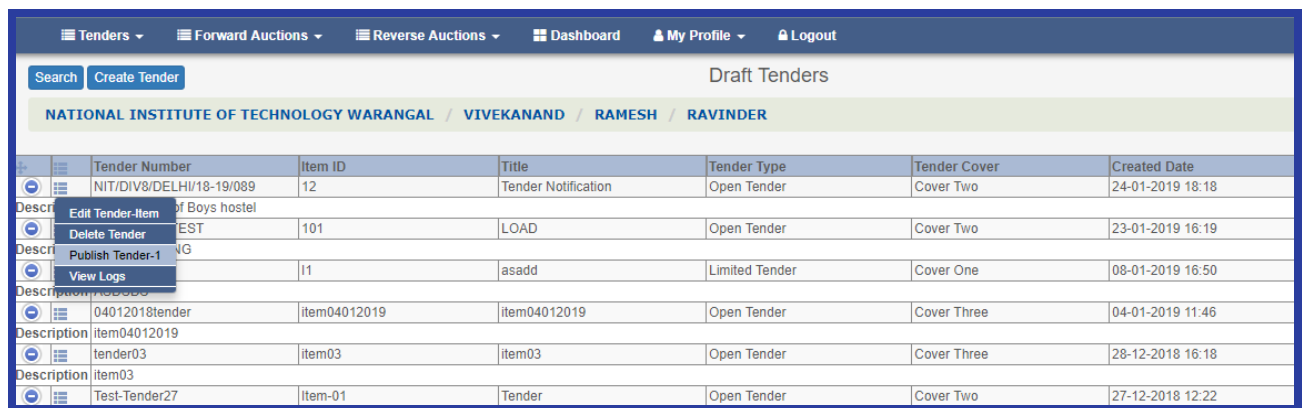 Tenders Forward Auctions Reverse Auctions Dashboard My Profile Logout
Search Create Tender Draft Tenders
NATIONAL INSTITUTE OF TECHNOLOGY WARANGAL / VIVEKANAND / RAMESH / RAVINDER
Tender Number Item ID Title Tender Type Tender Cover Created Date
NIT/DIV8/DELHI/18-19/089 12 Tender Notification Open Tender Cover Two 24-01-2019 18:18
of Boys hostel
Edit Tender-Item
101 LOAD Open Tender Cover Two 23-01-2019 16:19
Delete Tender
Publish Tender-1
I1 asadd Limited Tender Cover One 08-01-2019 16:50
View Logs
04012018tender item04012019 item04012019 Open Tender Cover Three 04-01-2019 11:46
Description item04012019
tender03 item03 item03 Open Tender Cover Three 28-12-2018 16:18
Description item03
Test-Tender27 Item-01 Tender Open Tender Cover Two 27-12-2018 12:22